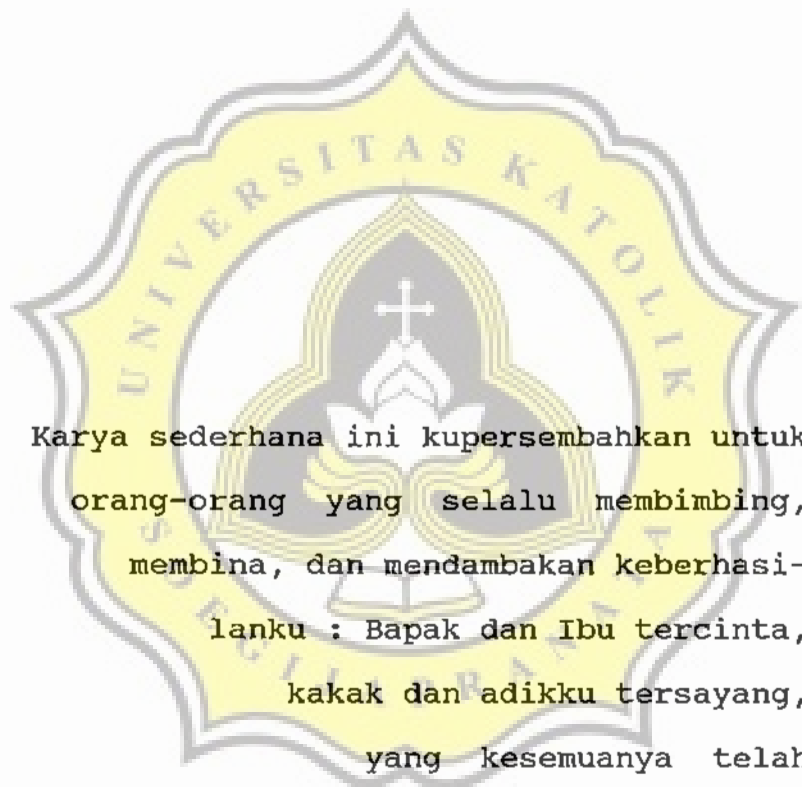 UNIVERSITAS KATOLIK
Karya sederhana ini kupersembahkan untuk
orang-orang yang selalu membimbing,
membina, dan mendambakan keberhasi-
lanku : Bapak dan Ibu tercinta,
kakak dan adikku tersayang,
yang kesemuanya telah
SOEGIJAPRANATA